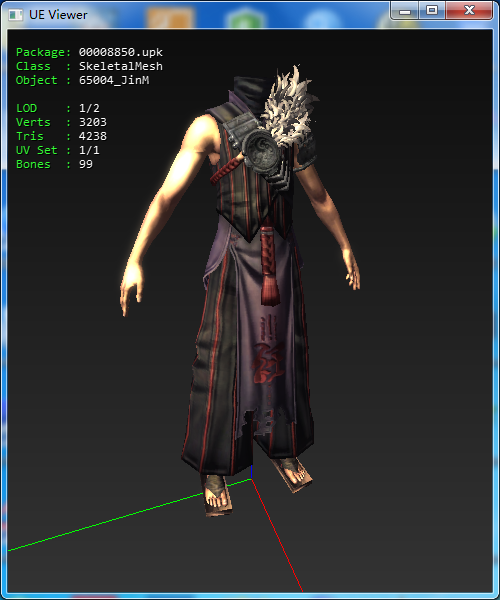 UE Viewer
Package: 00008850.upk
Class : SkeletalMesh
Object : 65004_JinM
LOD : 1/2
Verts : 3203
Tris : 4238
UV Set : 1/1
Bones : 99